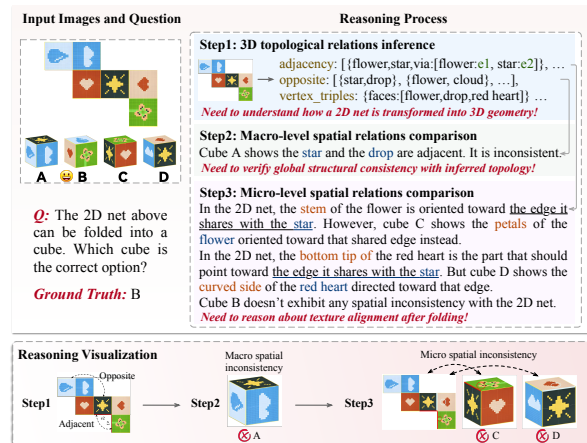 Input Images and Question
A B C D
Q: The 2D net above
can be folded into a
cube. Which cube is
the correct option?
Ground Truth: B
Reasoning Process
Step1: 3D topological relations inference
adjacency: [{flower,star,via:[flower:e1, star:e2]}, …
opposite: [{star,drop}, {flower, cloud}, …],
vertex_triples: {faces:[flower,drop,red heart]} …
Need to understand how a 2D net is transformed into 3D geometry!
Step2: Macro-level spatial relations comparison
Cube A shows the star and the drop are adjacent. It is inconsistent.
Need to verify global structural consistency with inferred topology!
Step3: Micro-level spatial relations comparison
In the 2D net, the stem of the flower is oriented toward the edge it
shares with the star. However, cube C shows the petals of the
flower oriented toward that shared edge instead.
In the 2D net, the bottom tip of the red heart is the part that should
point toward the edge it shares with the star. But cube D shows the
curved side of the red heart directed toward that edge.
Cube B doesn't exhibit any spatial inconsistency with the 2D net.
Need to reason about texture alignment after folding!
Reasoning Visualization
Step1
Opposite
Adjacent
Step2
Macro spatial
inconsistency
A
Step3
Micro spatial inconsistency
C
D